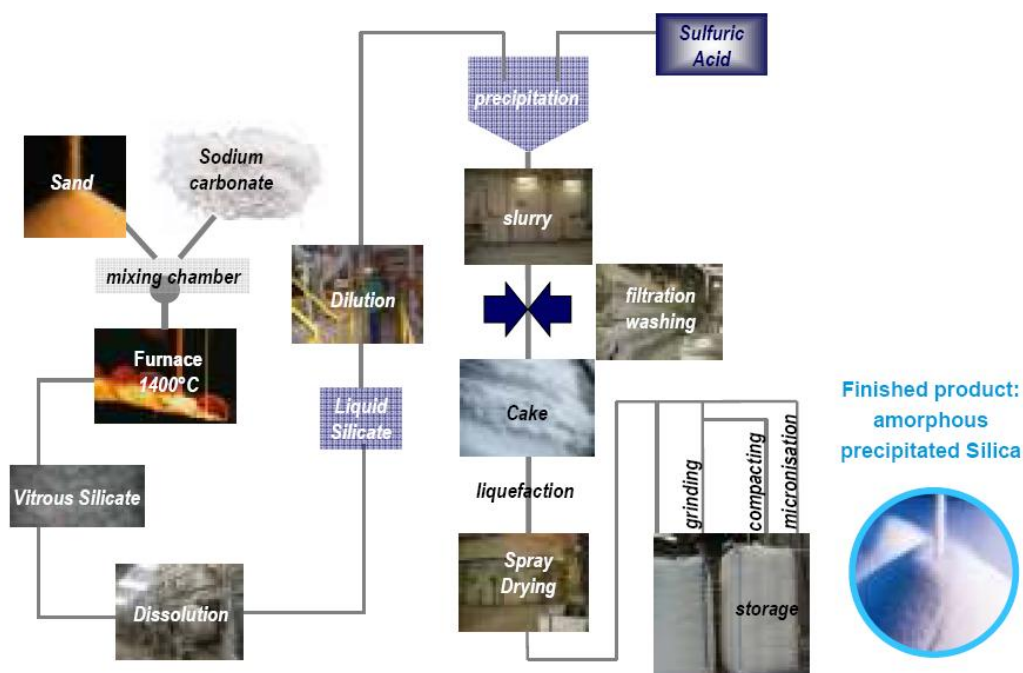 Sulfuric
Acid
precipitation
Sand
Sodium
carbonate
mixing chamber
Furnace
1400°C
Vitrous Silicate
Dissolution
Liquid
Silicate
Dilution
slurry
filtration
washing
Cake
liquefaction
Spray
Drying
grinding
compacting
micronisation
storage
Finished product:
amorphous
precipitated Silica